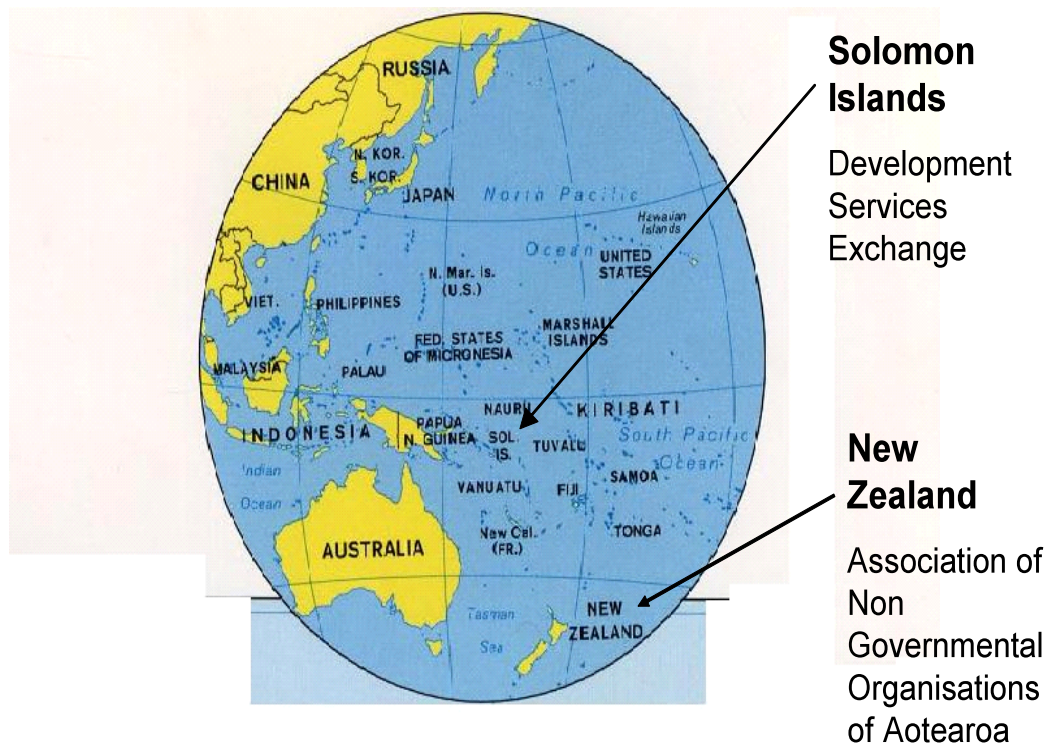 Solomon
Islands
Development
Services
Exchange
RUSSIA
N. KOR.
S. KOR.
CHINA
JAPAN
North Pacific
Ocean
Hawaiian
Islands
UNITED
STATES
N. Mar. Is.
(U.S.)
VIET.
PHILIPPINES
MARSHALL
ISLANDS
FED. STATES
OF MICRONESIA
MALAYSIA
PALAU
NAURU
KIRIBATI
INDONESIA
PAPUA
N. GUINEA
SOL.
IS.
TUVALU
South Pacific
Ocean
Indian
Ocean
VANUATU
FIJI
SAMOA
New Cal.
(FR.)
TONGA
AUSTRALIA
Tasman
Sea
NEW
ZEALAND
New
Zealand
Association of
Non
Governmental
Organisations
of Aotearoa